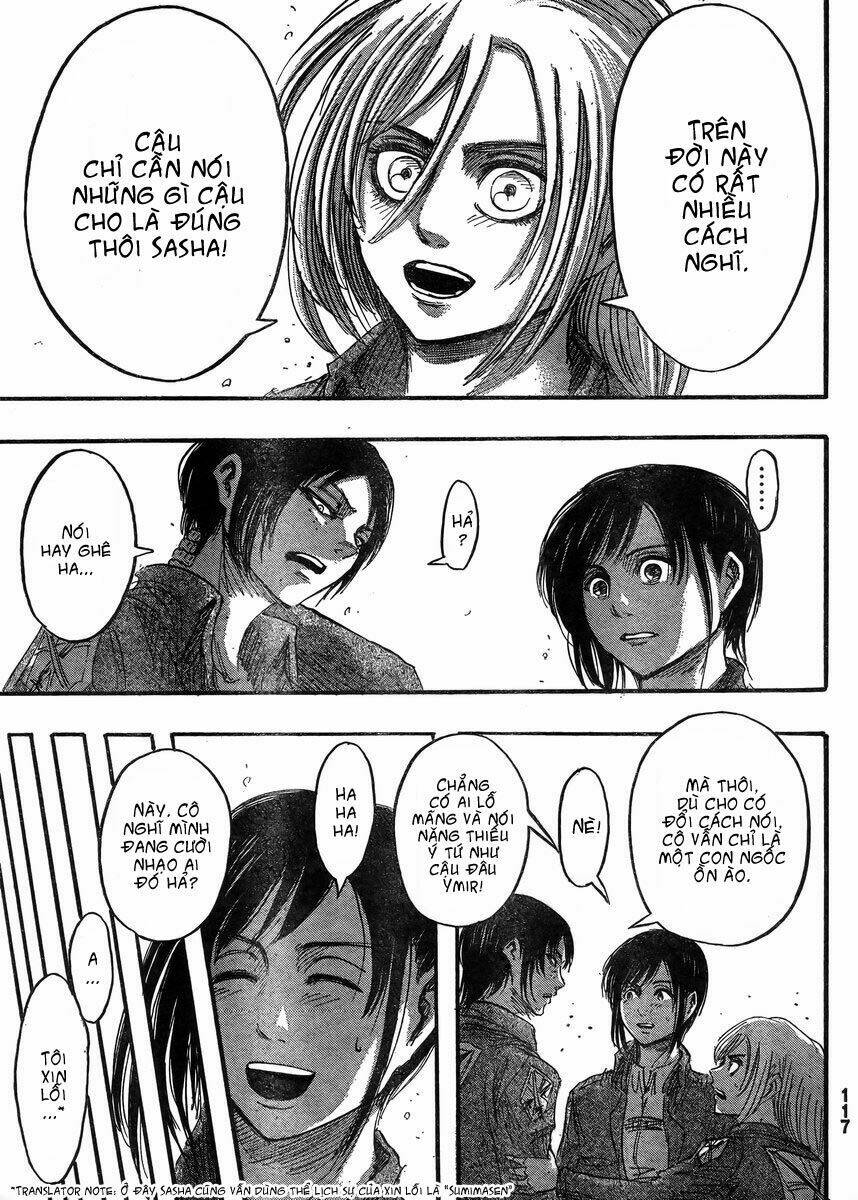 TRÊN
ĐỜI NÀY
CÓ RẤT
NHIỀU
CÁCH
NGHĨ.
CẬU
CHỈ CẦN NÓI
NHỮNG GÌ CẬU
CHO LÀ ĐÚNG
THÔI SASHA!
......
HẢ
?
NÓI
HAY GHÊ
HA...
MÀ THÔI,
DÙ CHO CÓ
ĐỔI CÁCH NÓI,
CÔ VẪN CHỈ LÀ
MỘT CON NGỐC
ỒN ÀO.
NÈ!
CHẲNG
CÓ AI LỖ
MÃNG VÀ NÓI
NĂNG THIẾU
Ý TỨ NHƯ
CẬU ĐÂU
YMIR!
HA
HA
HA!
NÀY, CÔ
NGHĨ MÌNH
ĐANG CƯỜI
NHẠO AI
ĐÓ HẢ?
A
...
TÔI
XIN LỖI
...
117
*TRANSLATOR NOTE: Ở ĐÂY SASHA CŨNG VẪN DÙNG THỂ LỊCH SỰ CỦA XIN LỖI LÀ "SUMIMASEN"